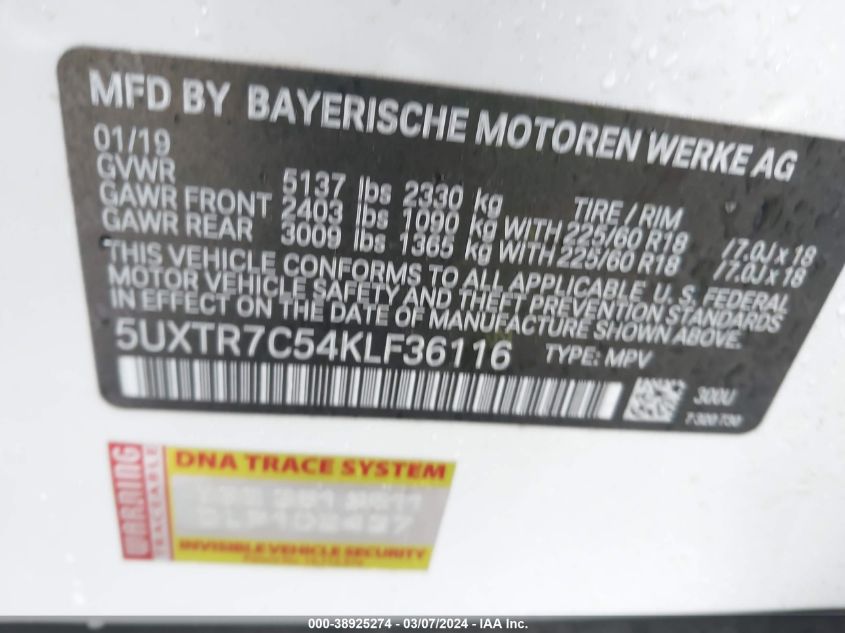 MFD BY BAYERISCHE MOTOREN WERKE AG
01/19
GVWR 5137 lbs 2330 kg TIRE / RIM
GAWR FRONT 2403 lbs 1090 kg WITH 225/60 R18 /7.0J x 18
GAWR REAR 3009 lbs 1365 kg WITH 225/60 R18 /7.0J x 18
THIS VEHICLE CONFORMS TO ALL APPLICABLE U.S. FEDERAL
MOTOR VEHICLE SAFETY AND THEFT PREVENTION STANDARDS
IN EFFECT ON THE DATE OF MANUFACTURE SHOWN ABOVE.
5UXTR7C54KLF36116 TYPE: MPV
300U
7 320 730
WARNING
TRACEABLE
DNA TRACE SYSTEM
INVISIBLE VEHICLE SECURITY
000-38925274 - 03/07/2024 - IAA Inc.